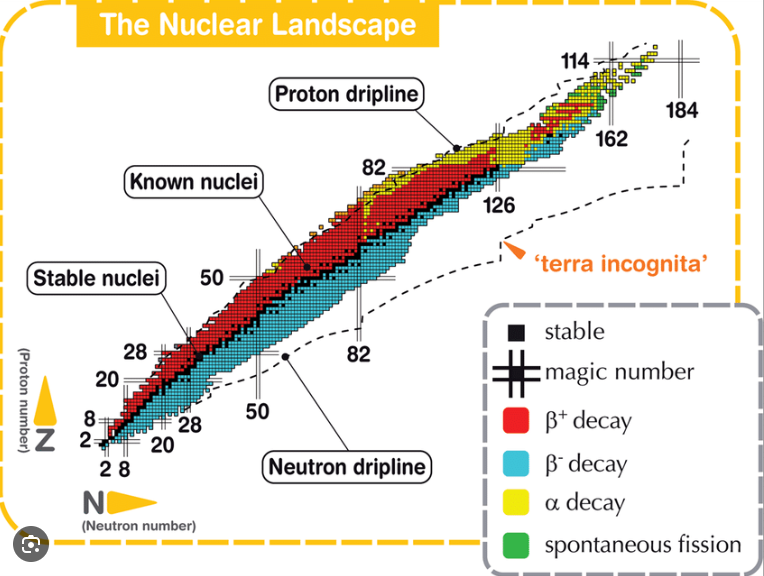 The Nuclear Landscape
114
Proton dripline
184
162
82
Known nuclei
126
'terra incognita'
Stable nuclei
50
stable
magic number
28
82
20
β+ decay
(Proton number)
Z
8
50
28
20
2
β- decay
Neutron dripline
2 8
N
α decay
(Neutron number)
spontaneous fission